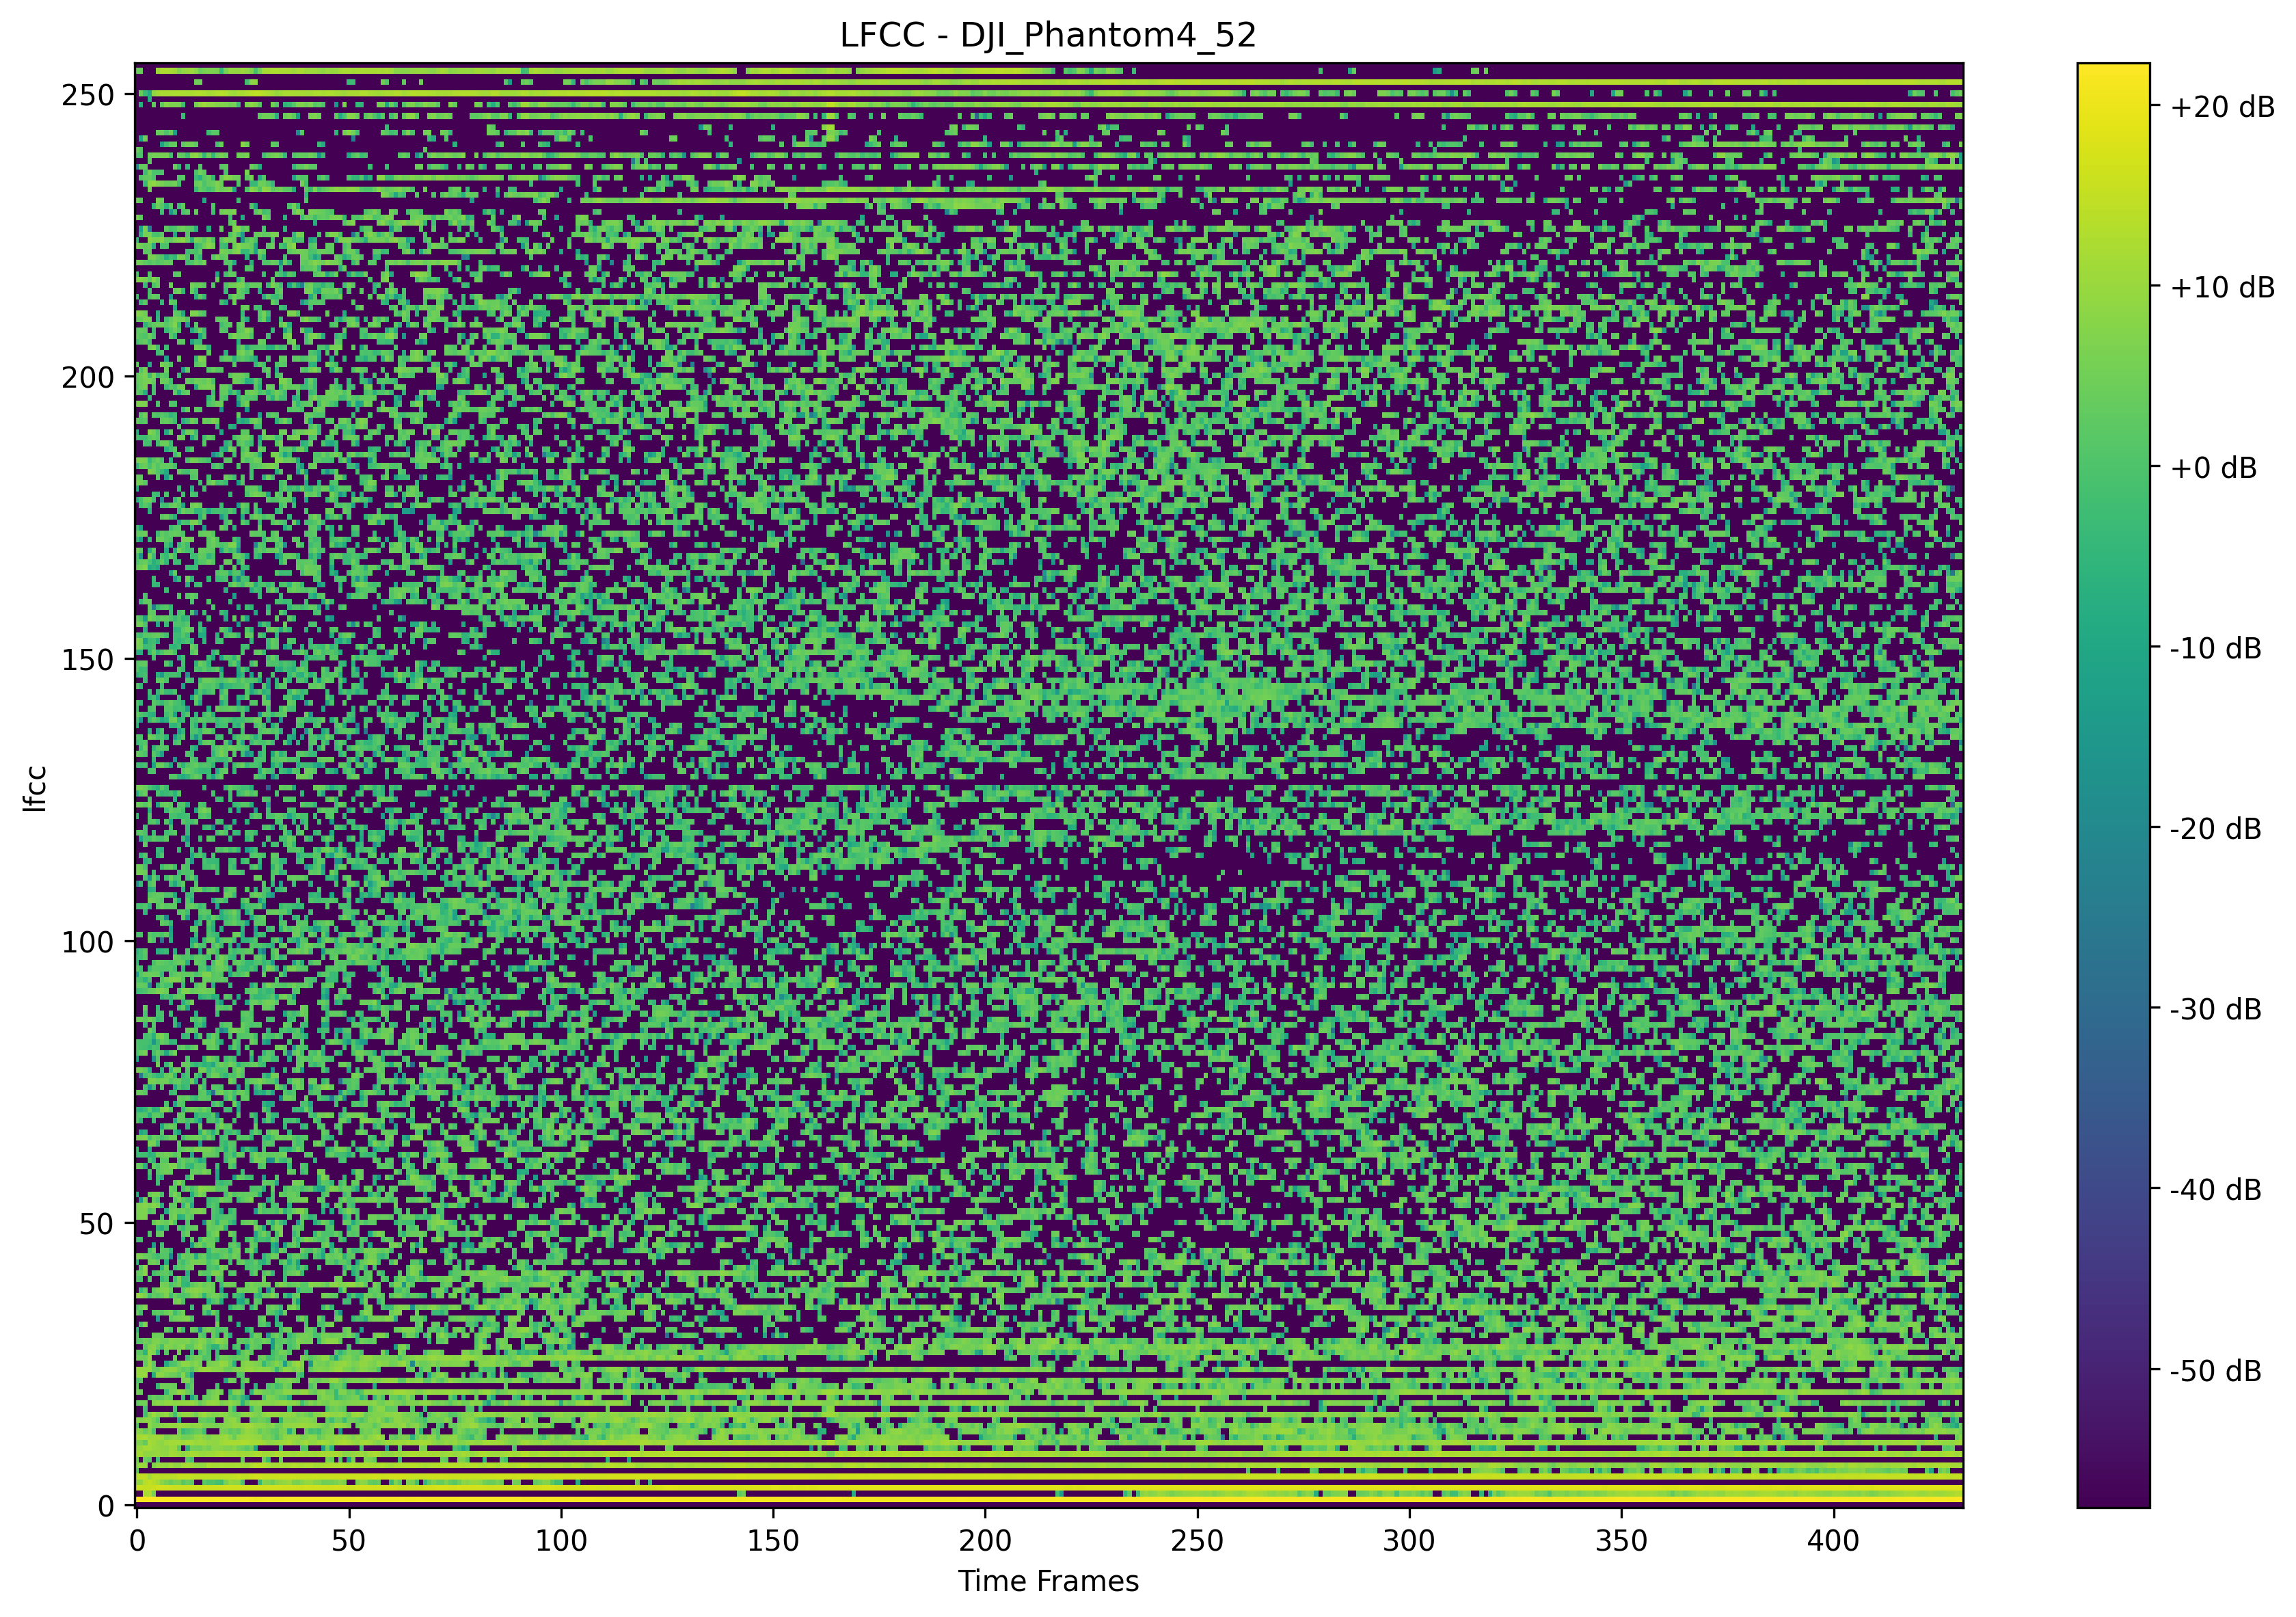 LFCC - DJI_Phantom4_52
250
200
150
100
50
0
lfcc
0 50 100 150 200 250 300 350 400
Time Frames
+20 dB
+10 dB
+0 dB
-10 dB
-20 dB
-30 dB
-40 dB
-50 dB